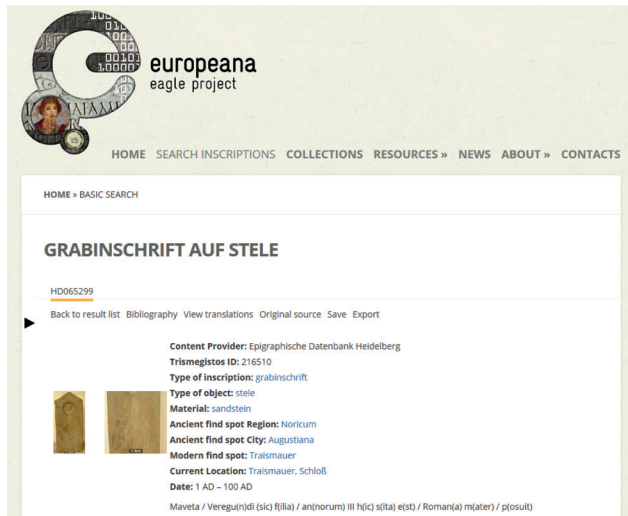 europeana
eagle project
HOME SEARCH INSCRIPTIONS COLLECTIONS RESOURCES » NEWS ABOUT » CONTACTS
HOME » BASIC SEARCH
GRABINSCHRIFT AUF STELE
HD065299
Back to result list Bibliography View translations Original source Save Export
Content Provider: Epigraphische Datenbank Heidelberg
Trismegistos ID: 216510
Type of inscription: grabinschrift
Type of object: stele
Material: sandstein
Ancient find spot Region: Noricum
Ancient find spot City: Augustiana
Modern find spot: Traismauer
Current Location: Traismauer, Schloß
Date: 1 AD – 100 AD
Maveta / Veregu(n)di (sic) f(ilia) / an(norum) III h(ic) s(ita) e(st) / Roman(a) m(ater) / p(osuit)